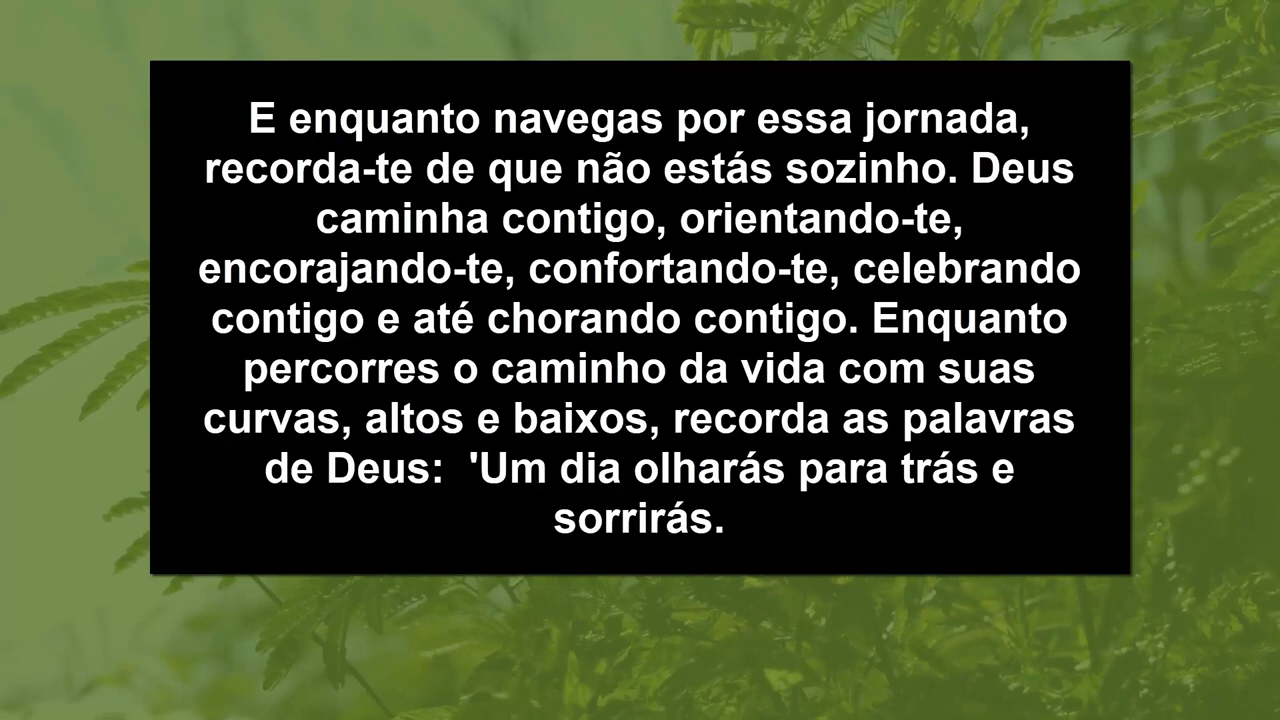 E enquanto navegas por essa jornada,
recorda-te de que não estás sozinho. Deus
caminha contigo, orientando-te,
encorajando-te, confortando-te, celebrando
contigo e até chorando contigo. Enquanto
percorres o caminho da vida com suas
curvas, altos e baixos, recorda as palavras
de Deus:  'Um dia olharás para trás e
sorrirás.